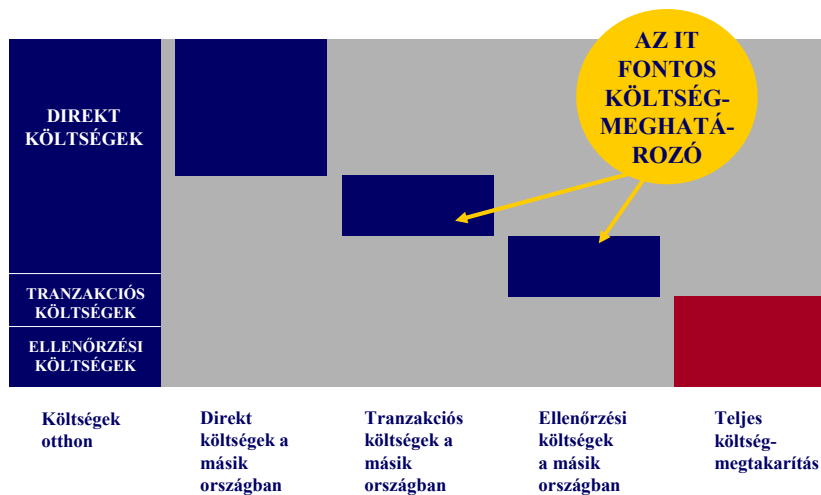 AZ IT
FONTOS
KÖLTSÉG-
MEGHATÁ-
ROZÓ
DIREKT
KÖLTSÉGEK
TRANZAKCIÓS
KÖLTSÉGEK
ELLENŐRZÉSI
KÖLTSÉGEK
Költségek
otthon
Direkt
költségek a
másik
országban
Tranzakciós
költségek a
másik
országban
Ellenőrzési
költségek
a másik
országban
Teljes
költség-
megtakarítás